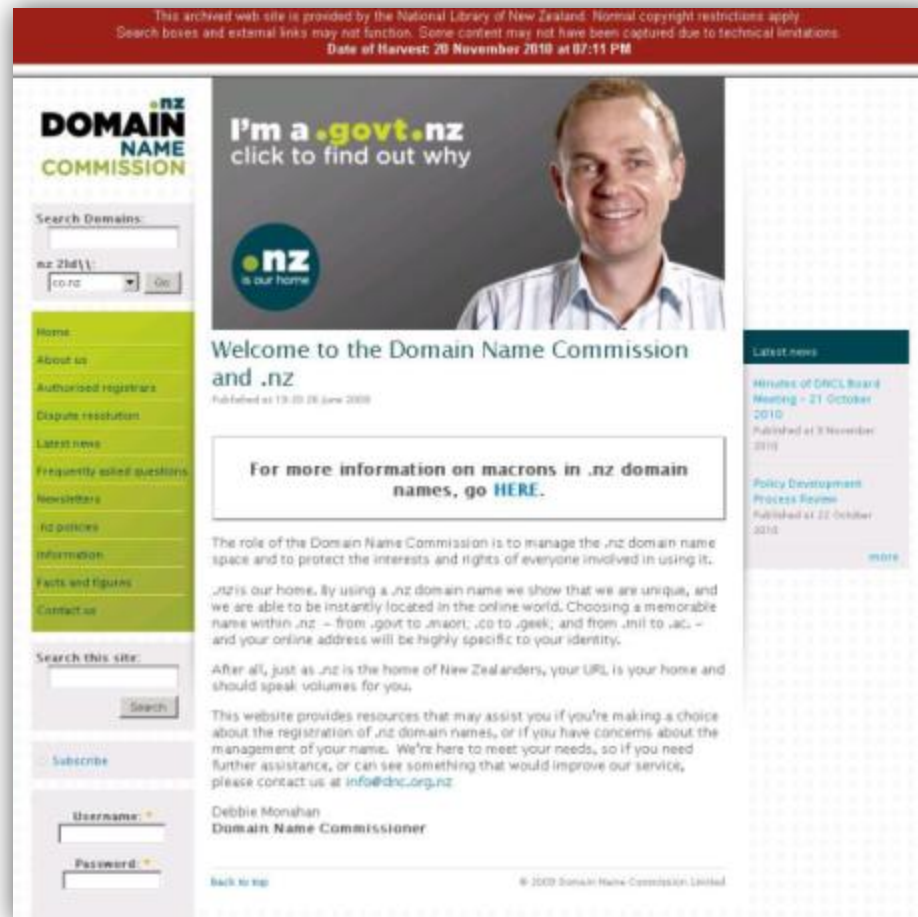 This archived web site is provided by the National Library of New Zealand. Normal copyright restrictions apply.
Search boxes and external links may not function. Some content may not have been captured due to technical limitations.
Date of Harvest: 20 November 2010 at 07:11 PM
.nz
DOMAIN
NAME
COMMISSION
Search Domains:
nz 2ld\\:
co.nz
Go
Home
About us
Authorised registrars
Dispute resolution
Latest news
Frequently asked questions
Newsletters
.nz policies
Information
Facts and figures
Contact us
Search this site:
Search
Subscribe
Username: *
Password: *
I'm a .govt.nz
click to find out why
.nz
is our home
Welcome to the Domain Name Commission
and .nz
Published at
June
For more information on macrons in .nz domain
names, go HERE.
The role of the Domain Name Commission is to manage the .nz domain name
space and to protect the interests and rights of everyone involved in using it.
.nz is our home. By using a .nz domain name we show that we are unique, and
we are able to be instantly located in the online world. Choosing a memorable
name within .nz – from .govt to .maori, .co to .geek; and from .mil to .ac. –
and your online address will be highly specific to your identity.
After all, just as .nz is the home of New Zealanders, your URL is your home and
should speak volumes for you.
This website provides resources that may assist you if you're making a choice
about the registration of .nz domain names, or if you have concerns about the
management of your name. We're here to meet your needs, so if you need
further assistance, or can see something that would improve our service,
please contact us at info@dnc.org.nz
Debbie Monahan
Domain Name Commissioner
Back to top
© 2009 Domain Name Commission Limited
Latest news
Minutes of DNCL Board
Meeting – 21 October
2010
Published at 9 November
2010
Policy Development
Process Review
Published at 22 October
2010
more